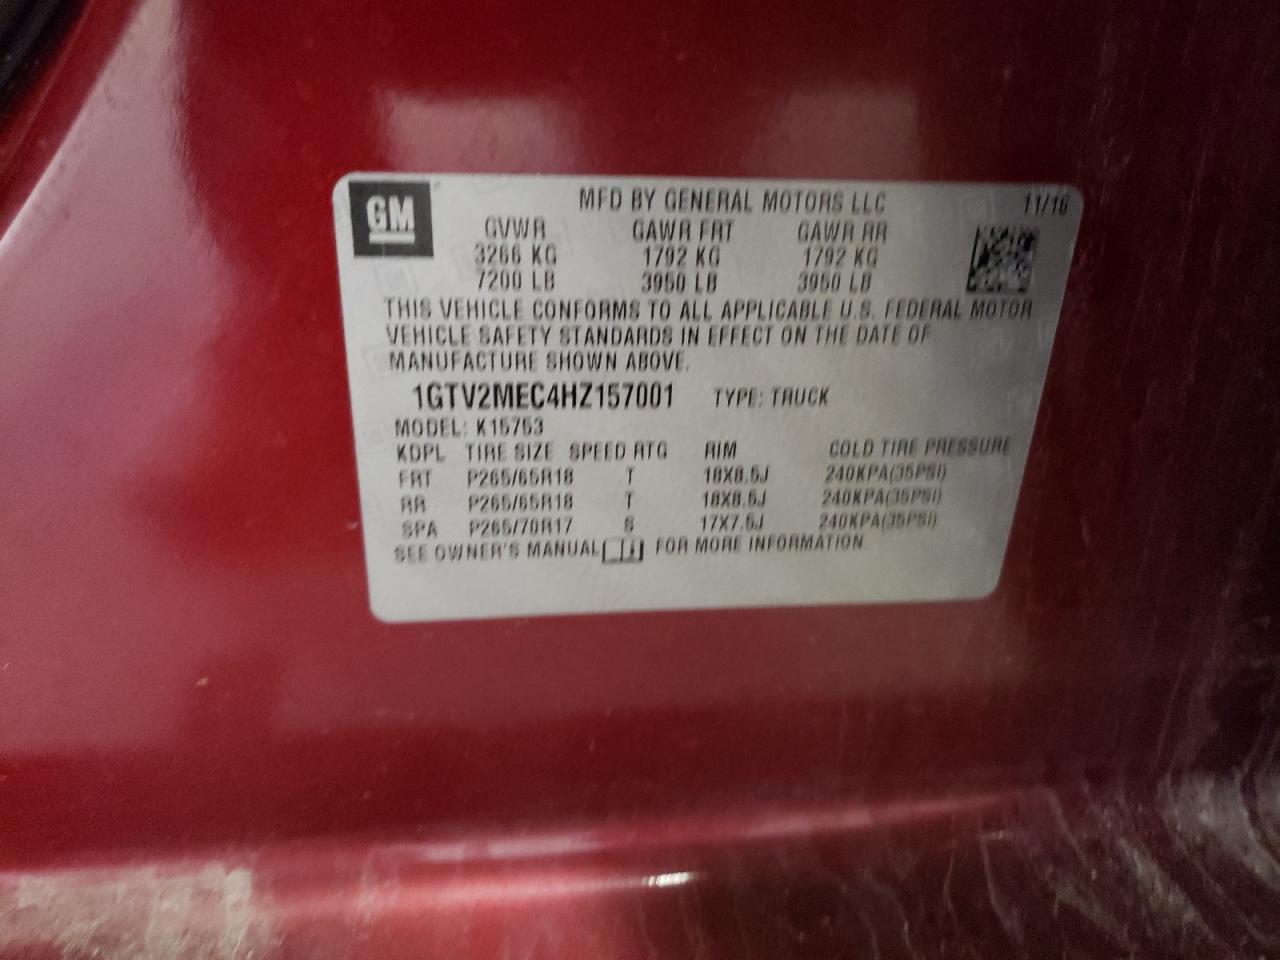 GM
MFD BY GENERAL MOTORS LLC 11/16
GVWR GAWR FRT GAWR RR
3266 KG 1792 KG 1792 KG
7200 LB 3950 LB 3950 LB
THIS VEHICLE CONFORMS TO ALL APPLICABLE U.S. FEDERAL MOTOR
VEHICLE SAFETY STANDARDS IN EFFECT ON THE DATE OF
MANUFACTURE SHOWN ABOVE.
1GTV2MEC4HZ157001 TYPE: TRUCK
MODEL: K15753
KDPL TIRE SIZE SPEED RTG RIM COLD TIRE PRESSURE
FRT P265/65R18 T 18X8.5J 240KPA(35PSI)
RR P265/65R18 T 18X8.5J 240KPA(35PSI)
SPA P265/70R17 S 17X7.5J 240KPA(35PSI)
SEE OWNER'S MANUAL FOR MORE INFORMATION